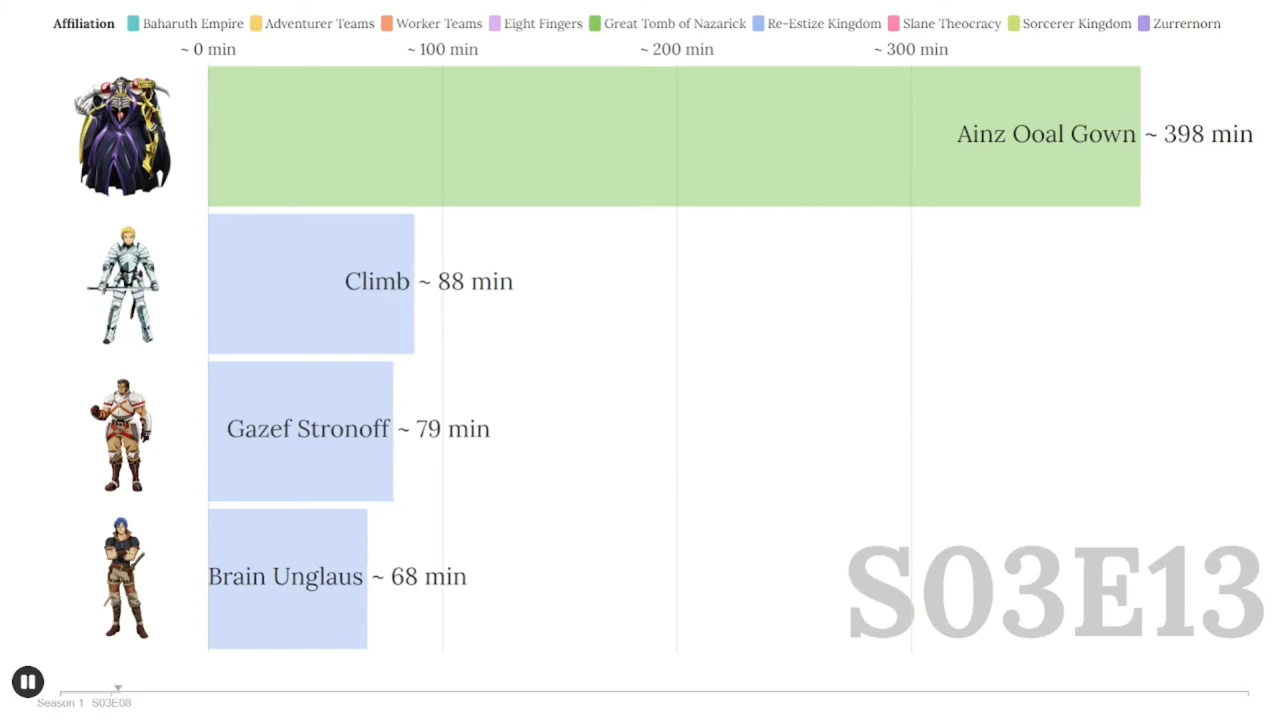 Affiliation Baharuth Empire Adventurer Teams Worker Teams Eight Fingers Great Tomb of Nazarick Re-Estize Kingdom Slane Theocracy Sorcerer Kingdom Zurrernorn
~ 0 min ~ 100 min ~ 200 min ~ 300 min
Ainz Ooal Gown ~ 398 min
Climb ~ 88 min
Gazef Stronoff ~ 79 min
Brain Unglaus ~ 68 min
S03E13
Season 1 S03E08